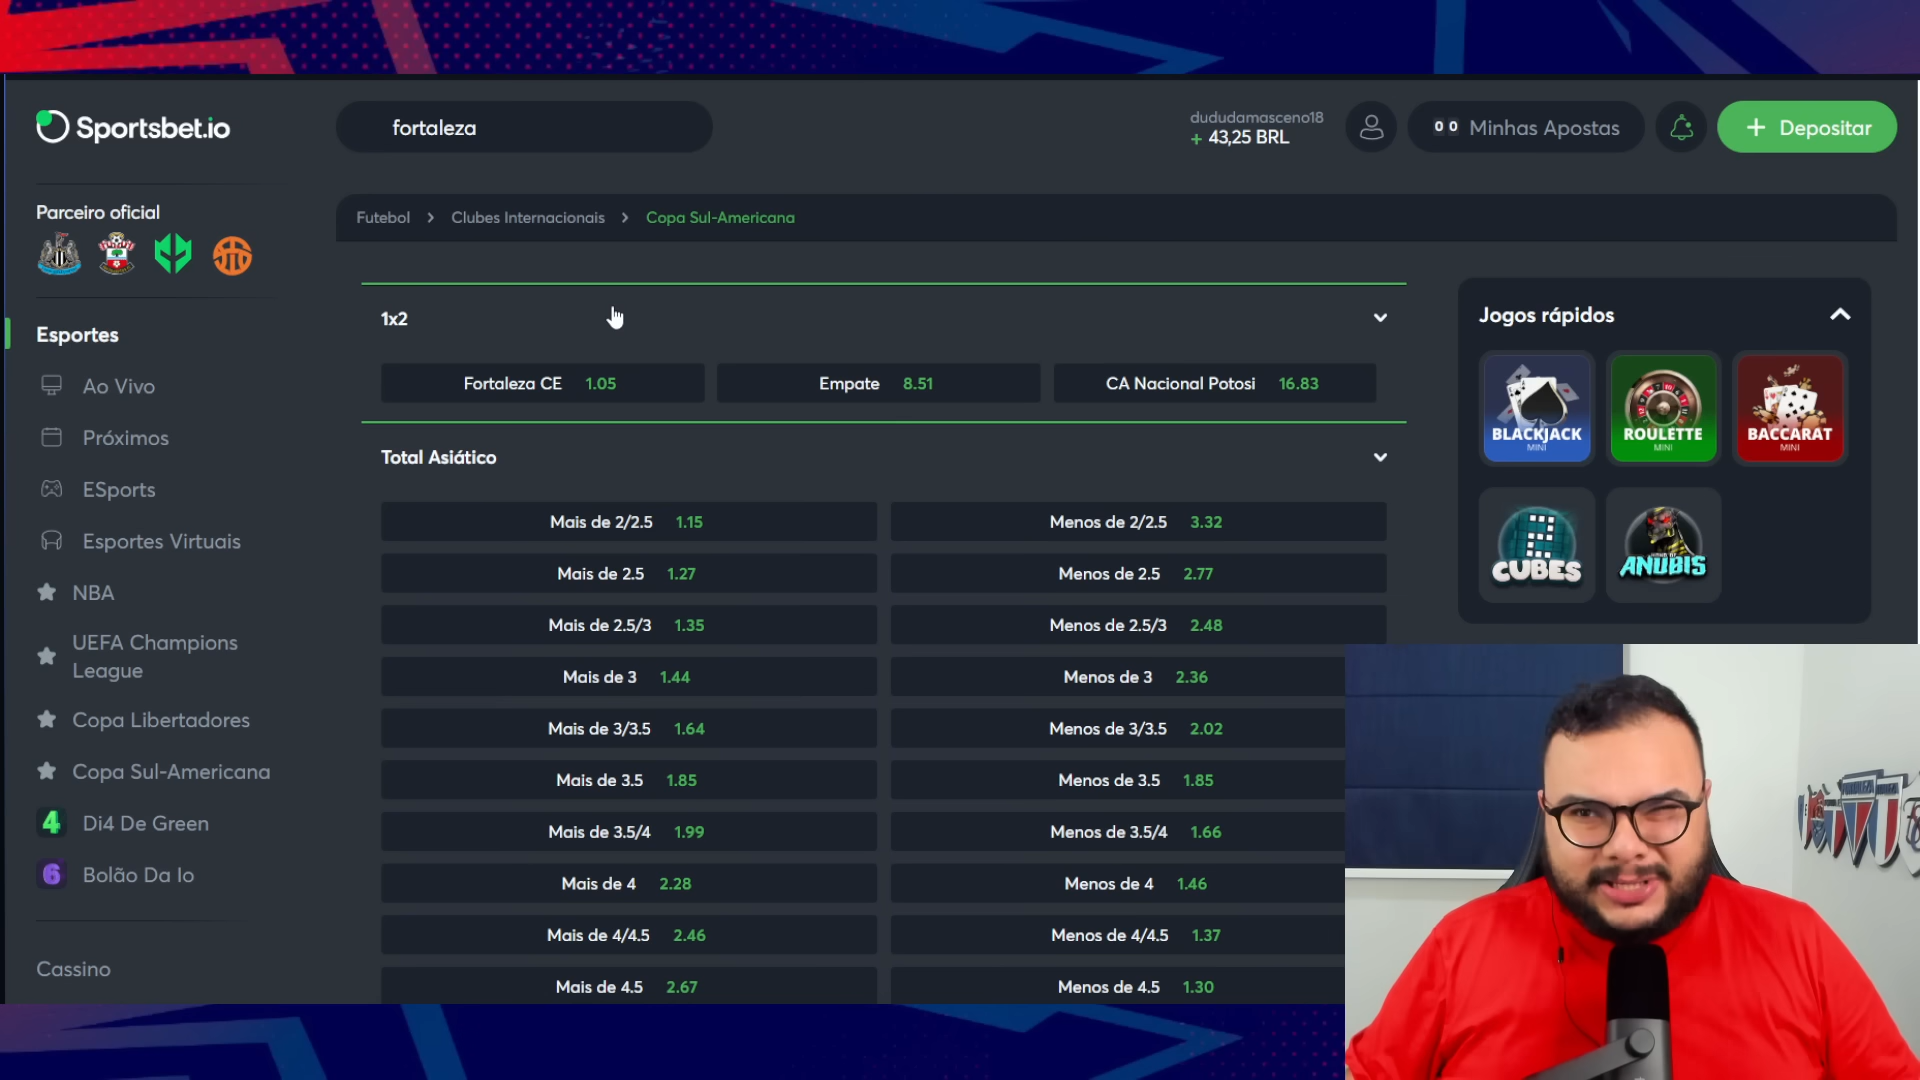 Sportsbet.io
fortaleza
dududamasceno18
+ 43,25 BRL
0 0 Minhas Apostas
+ Depositar
Parceiro oficial
Futebol > Clubes Internacionais > Copa Sul-Americana
Esportes
Ao Vivo
Próximos
ESports
Esportes Virtuais
NBA
UEFA Champions
League
Copa Libertadores
Copa Sul-Americana
4 Di4 De Green
6 Bolão Da Io
Cassino
1x2
Fortaleza CE 1.05 Empate 8.51 CA Nacional Potosi 16.83
Total Asiático
Mais de 2/2.5 1.15 Menos de 2/2.5 3.32
Mais de 2.5 1.27 Menos de 2.5 2.77
Mais de 2.5/3 1.35 Menos de 2.5/3 2.48
Mais de 3 1.44 Menos de 3 2.36
Mais de 3/3.5 1.64 Menos de 3/3.5 2.02
Mais de 3.5 1.85 Menos de 3.5 1.85
Mais de 3.5/4 1.99 Menos de 3.5/4 1.66
Mais de 4 2.28 Menos de 4 1.46
Mais de 4/4.5 2.46 Menos de 4/4.5 1.37
Mais de 4.5 2.67 Menos de 4.5 1.30
Jogos rápidos
BLACKJACK
MINI
ROULETTE
MINI
BACCARAT
MINI
CUBES
2
ANUBIS